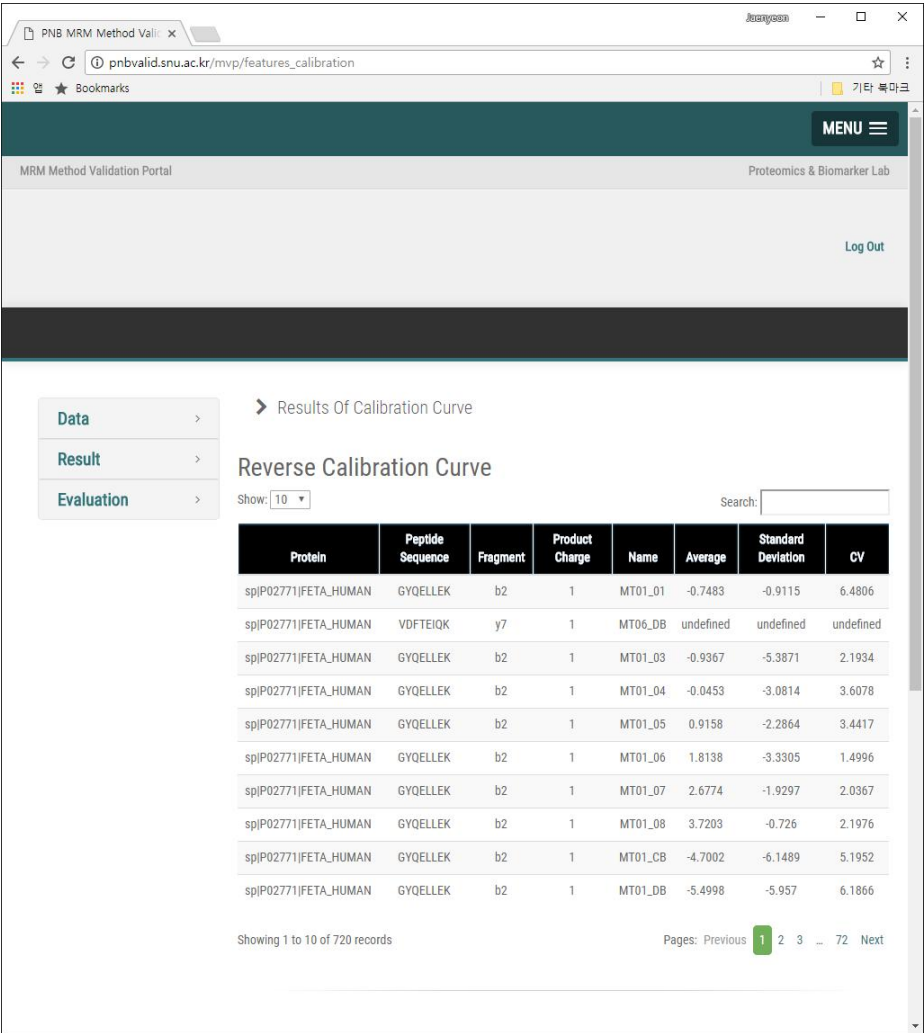 Jaenyeon
PNB MRM Method Valid
pnbvalid.snu.ac.kr/mvp/features_calibration
앱 Bookmarks 기타 북마크
MENU
MRM Method Validation Portal Proteomics & Biomarker Lab
Log Out
Data
Result
Evaluation
Results Of Calibration Curve
Reverse Calibration Curve
Show: 10 Search:
Protein Peptide Sequence Fragment Product Charge Name Average Standard Deviation CV
sp|P02771|FETA_HUMAN GYQELLEK b2 1 MT01_01 -0.7483 -0.9115 6.4806
sp|P02771|FETA_HUMAN VDFTEIQK y7 1 MT06_DB undefined undefined undefined
sp|P02771|FETA_HUMAN GYQELLEK b2 1 MT01_03 -0.9367 -5.3871 2.1934
sp|P02771|FETA_HUMAN GYQELLEK b2 1 MT01_04 -0.0453 -3.0814 3.6078
sp|P02771|FETA_HUMAN GYQELLEK b2 1 MT01_05 0.9158 -2.2864 3.4417
sp|P02771|FETA_HUMAN GYQELLEK b2 1 MT01_06 1.8138 -3.3305 1.4996
sp|P02771|FETA_HUMAN GYQELLEK b2 1 MT01_07 2.6774 -1.9297 2.0367
sp|P02771|FETA_HUMAN GYQELLEK b2 1 MT01_08 3.7203 -0.726 2.1976
sp|P02771|FETA_HUMAN GYQELLEK b2 1 MT01_CB -4.7002 -6.1489 5.1952
sp|P02771|FETA_HUMAN GYQELLEK b2 1 MT01_DB -5.4998 -5.957 6.1866
Showing 1 to 10 of 720 records Pages: Previous 1 2 3 ... 72 Next